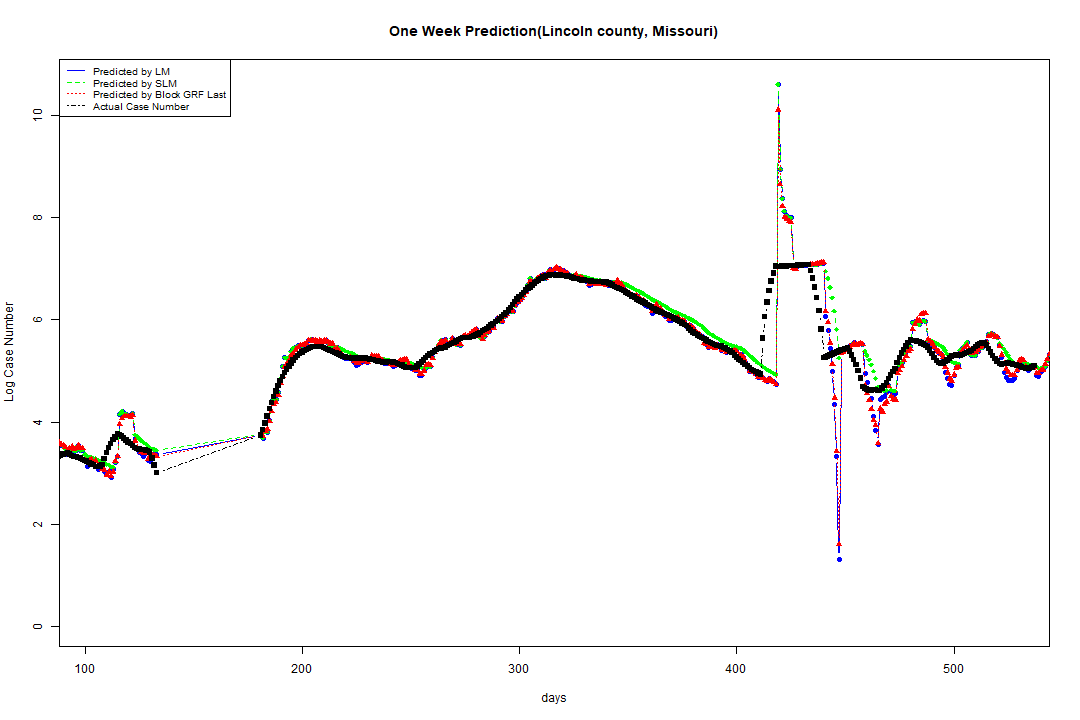 One Week Prediction(Lincoln county, Missouri)
Predicted by LM
Predicted by SLM
Predicted by Block GRF Last
Actual Case Number
Log Case Number
10
8
6
4
2
0
100 200 300 400 500
days